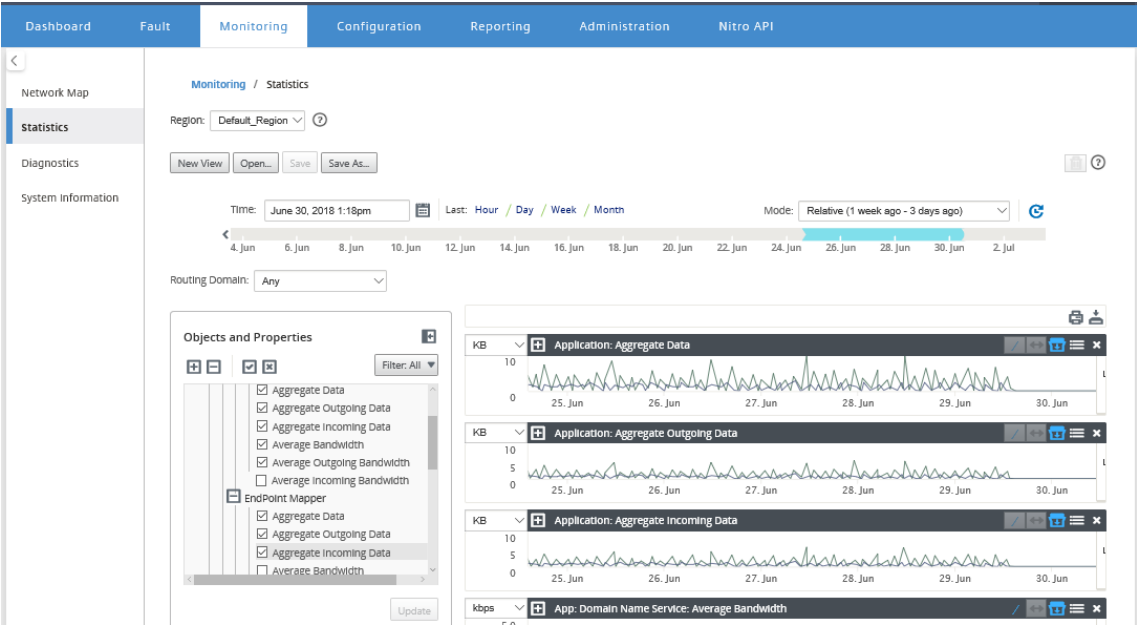 Dashboard Fault Monitoring Configuration Reporting Administration Nitro API
Network Map
Statistics
Diagnostics
System Information
Monitoring / Statistics
Region: Default_Region
New View Open... Save Save As...
Time: June 30, 2018 1:18pm Last: Hour / Day / Week / Month Mode: Relative (1 week ago - 3 days ago)
4. Jun 6. Jun 8. Jun 10. Jun 12. Jun 14. Jun 16. Jun 18. Jun 20. Jun 22. Jun 24. Jun 26. Jun 28. Jun 30. Jun 2. Jul
Routing Domain: Any
Objects and Properties
Filter: All
Aggregate Data
Aggregate Outgoing Data
Aggregate Incoming Data
Average Bandwidth
Average Outgoing Bandwidth
Average Incoming Bandwidth
EndPoint Mapper
Aggregate Data
Aggregate Outgoing Data
Aggregate Incoming Data
Average Bandwidth
Update
KB Application: Aggregate Data
10
0
25. Jun 26. Jun 27. Jun 28. Jun 29. Jun 30. Jun
KB Application: Aggregate Outgoing Data
10
5
0
25. Jun 26. Jun 27. Jun 28. Jun 29. Jun 30. Jun
KB Application: Aggregate Incoming Data
10
5
0
25. Jun 26. Jun 27. Jun 28. Jun 29. Jun 30. Jun
kbps App: Domain Name Service: Average Bandwidth
5.0